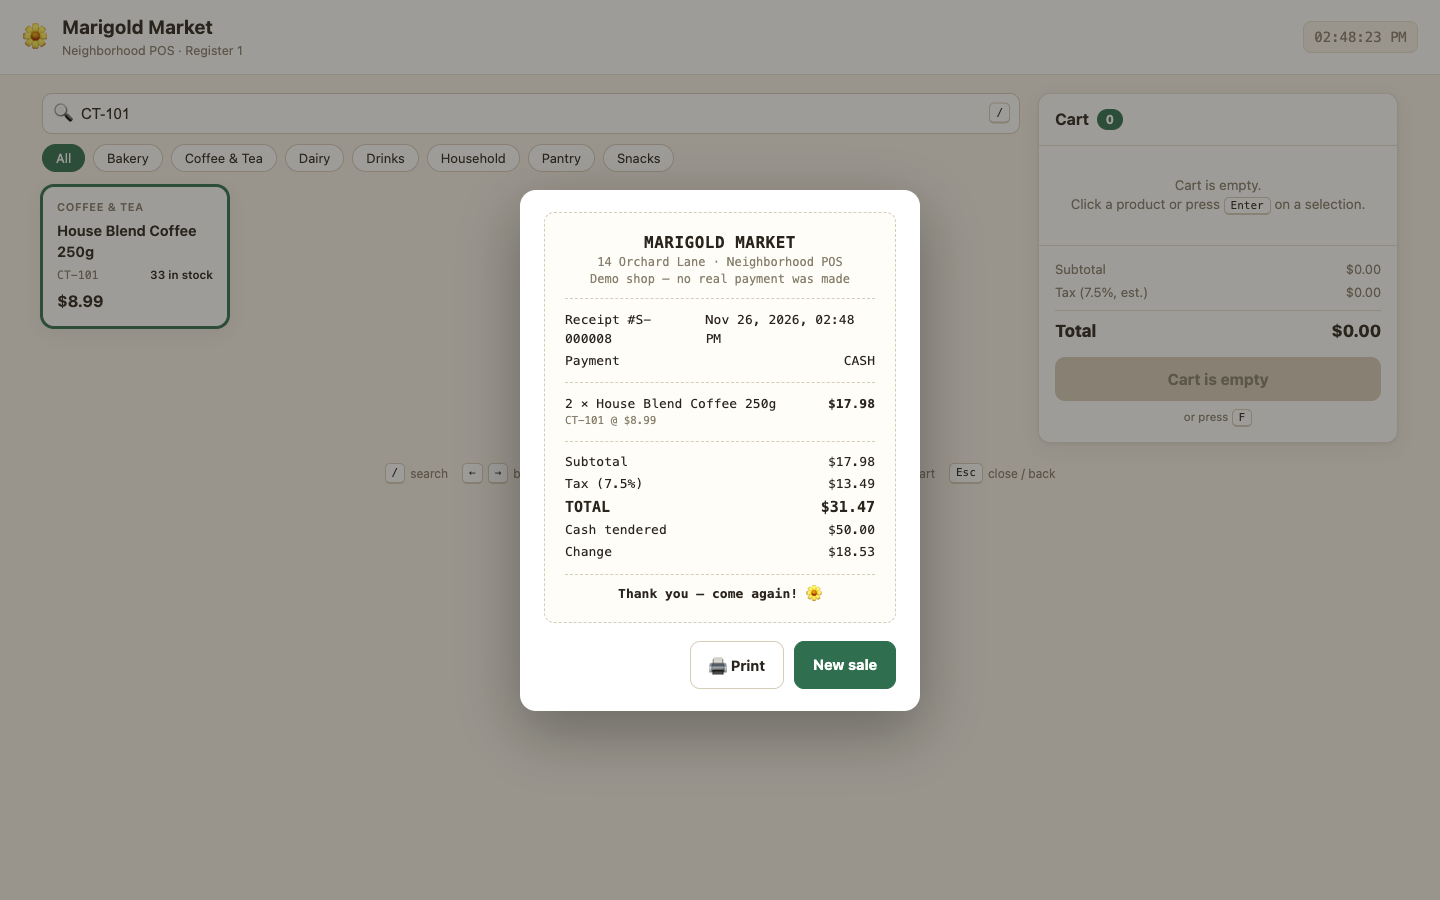 Marigold Market
Neighborhood POS · Register 1
02:48:23 PM
CT-101
/
All
Bakery
Coffee & Tea
Dairy
Drinks
Household
Pantry
Snacks
COFFEE & TEA
House Blend Coffee
250g
CT-101
33 in stock
$8.99
Cart 0
Cart is empty.
Click a product or press Enter on a selection.
Subtotal $0.00
Tax (7.5%, est.) $0.00
Total $0.00
Cart is empty
or press F
MARIGOLD MARKET
14 Orchard Lane · Neighborhood POS
Demo shop — no real payment was made
Receipt #S-
000008
Nov 26, 2026, 02:48
PM
Payment CASH
2 × House Blend Coffee 250g $17.98
CT-101 @ $8.99
Subtotal $17.98
Tax (7.5%) $13.49
TOTAL $31.47
Cash tendered $50.00
Change $18.53
Thank you — come again!
Print
New sale
/ search ← → Esc close / back